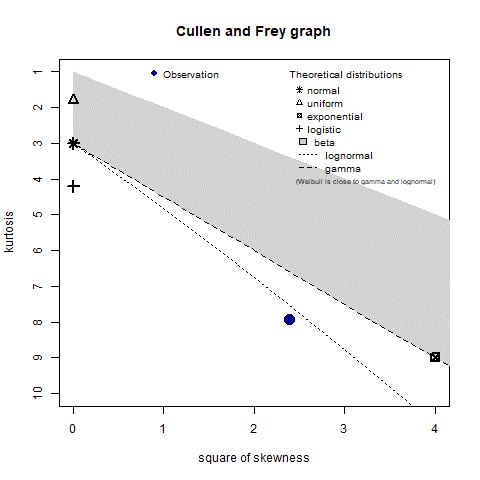 Cullen and Frey graph
Observation
Theoretical distributions
normal
uniform
exponential
logistic
beta
lognormal
gamma
(Weibull is close to gamma and lognormal)
kurtosis
1
2
3
4
5
6
7
8
9
10
0 1 2 3 4
square of skewness